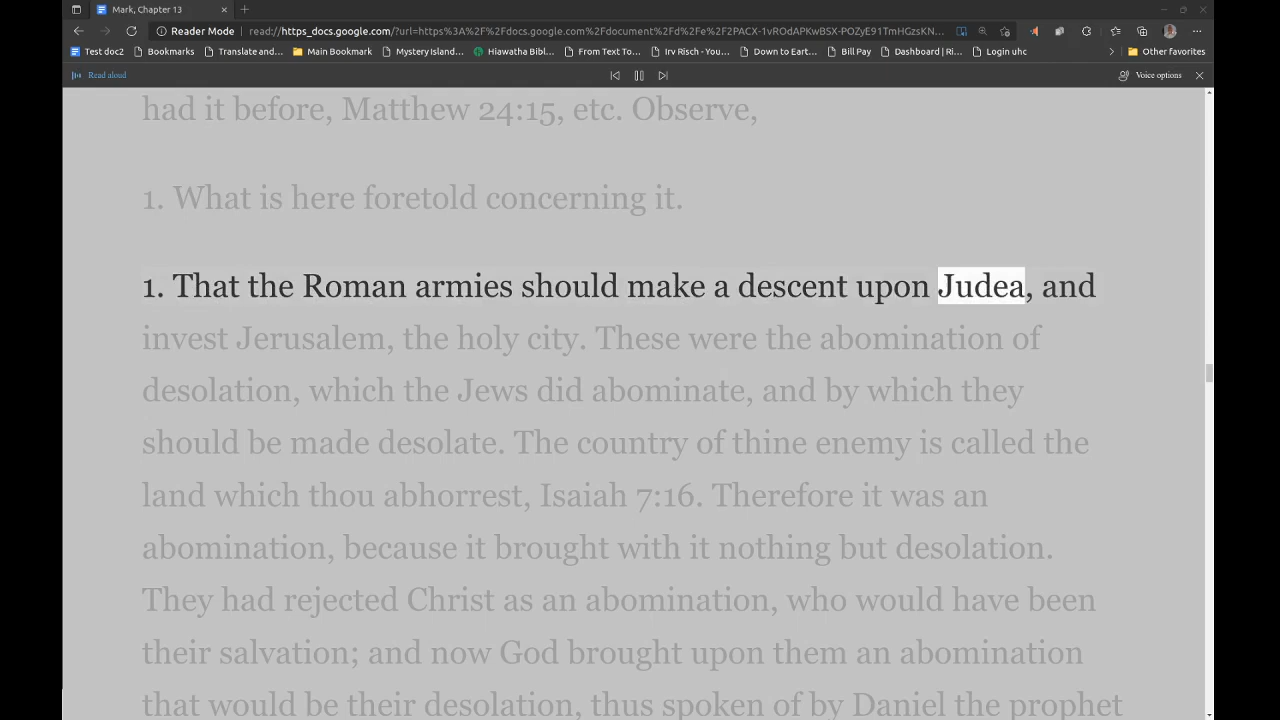 Mark, Chapter 13
Reader Mode read://https_docs.google.com/?url=https%3A%2F%2Fdocs.google.com%2Fdocument%2Fd%2Fe%2F2PACX-1vROdAPKwBSX-POZyE91TmHGzsKN...
Test doc2 Bookmarks Translate and... Main Bookmark Mystery Island... Hiawatha Bibl... From Text To... Irv Risch - You... Down to Eart... Bill Pay Dashboard | Ri... Login uhc Other favorites
Read aloud Voice options
had it before, Matthew 24:15, etc. Observe,
1. What is here foretold concerning it.
1. That the Roman armies should make a descent upon Judea, and
invest Jerusalem, the holy city. These were the abomination of
desolation, which the Jews did abominate, and by which they
should be made desolate. The country of thine enemy is called the
land which thou abhorrest, Isaiah 7:16. Therefore it was an
abomination, because it brought with it nothing but desolation.
They had rejected Christ as an abomination, who would have been
their salvation; and now God brought upon them an abomination
that would be their desolation, thus spoken of by Daniel the prophet